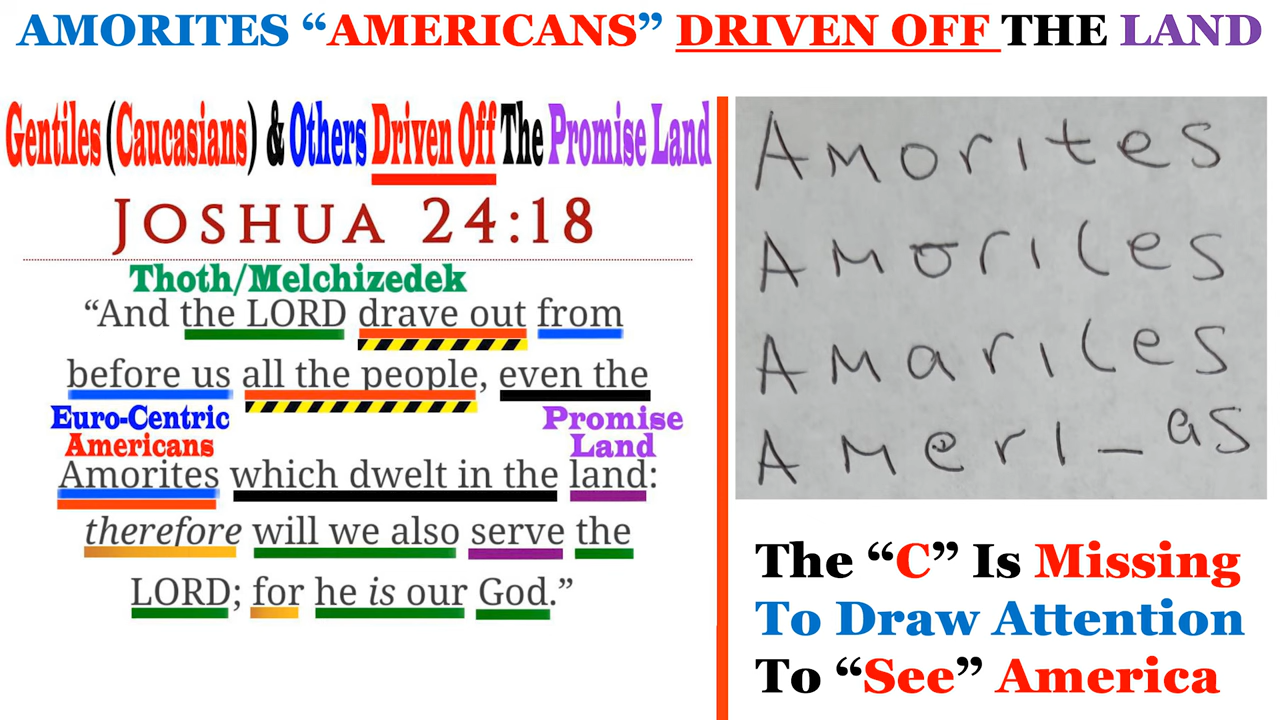 AMORITES “AMERICANS” DRIVEN OFF THE LAND
Gentiles (Caucasians) & Others Driven Off The Promise Land
JOSHUA 24:18
Thoth/Melchizedek
“And the LORD drave out from
before us all the people, even the
Euro-Centric
Americans
Promise
Land
Amorites which dwelt in the land:
therefore will we also serve the
LORD; for he is our God.”
Amorites
Amoriles
Amariles
Ameri_as
The “C” Is Missing
To Draw Attention
To “See” America